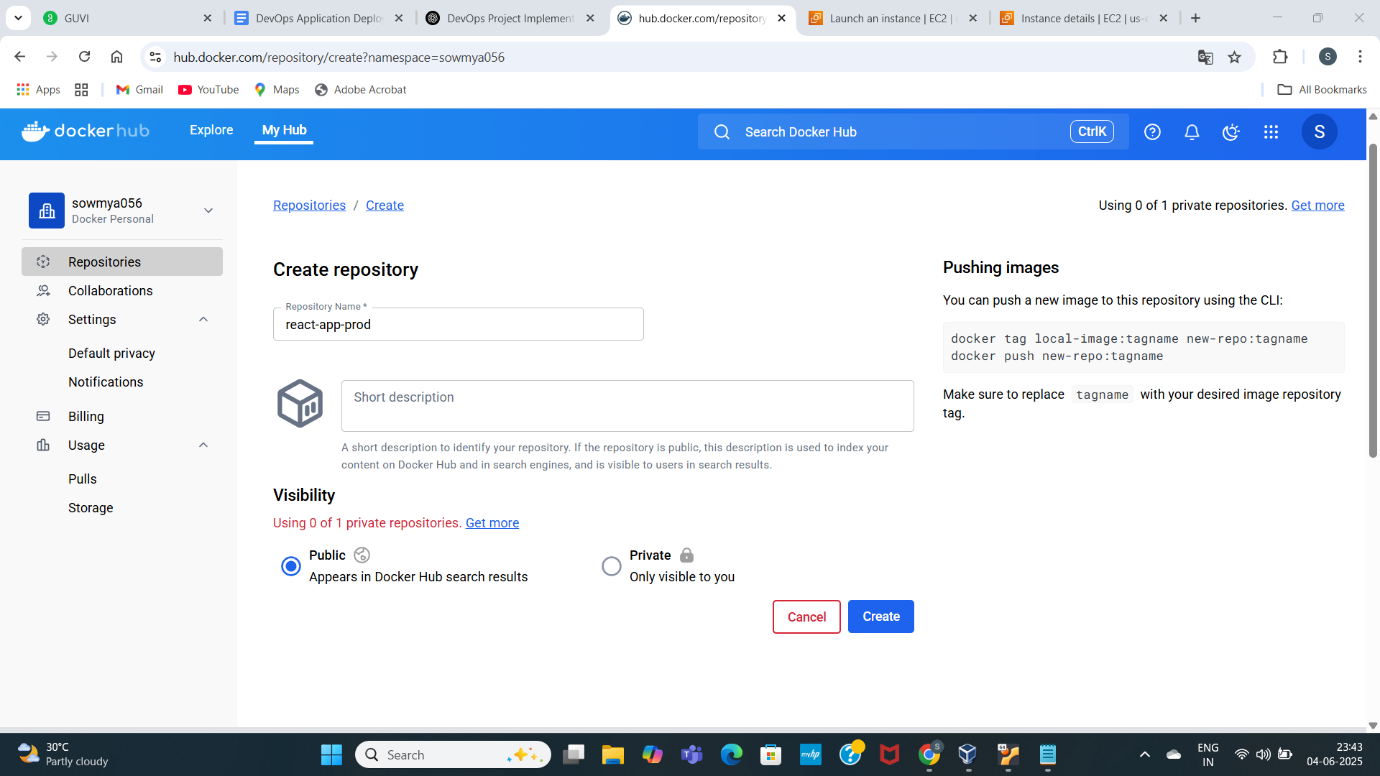 GUVI
DevOps Application Deplo
DevOps Project Implement
hub.docker.com/repository
Launch an instance | EC2 |
Instance details | EC2 | us-
hub.docker.com/repository/create?namespace=sowmya056
S
Apps
Gmail
YouTube
Maps
Adobe Acrobat
All Bookmarks
dockerhub
Explore
My Hub
Search Docker Hub
CtrlK
S
sowmya056
Docker Personal
Repositories
Collaborations
Settings
Default privacy
Notifications
Billing
Usage
Pulls
Storage
Repositories / Create
Using 0 of 1 private repositories. Get more
Create repository
Repository Name *
react-app-prod
Short description
A short description to identify your repository. If the repository is public, this description is used to index your
content on Docker Hub and in search engines, and is visible to users in search results.
Visibility
Using 0 of 1 private repositories. Get more
Public
Appears in Docker Hub search results
Private
Only visible to you
Cancel
Create
Pushing images
You can push a new image to this repository using the CLI:
docker tag local-image:tagname new-repo:tagname
docker push new-repo:tagname
Make sure to replace tagname with your desired image repository
tag.
30°C
Partly cloudy
Search
ENG
IN
23:43
04-06-2025